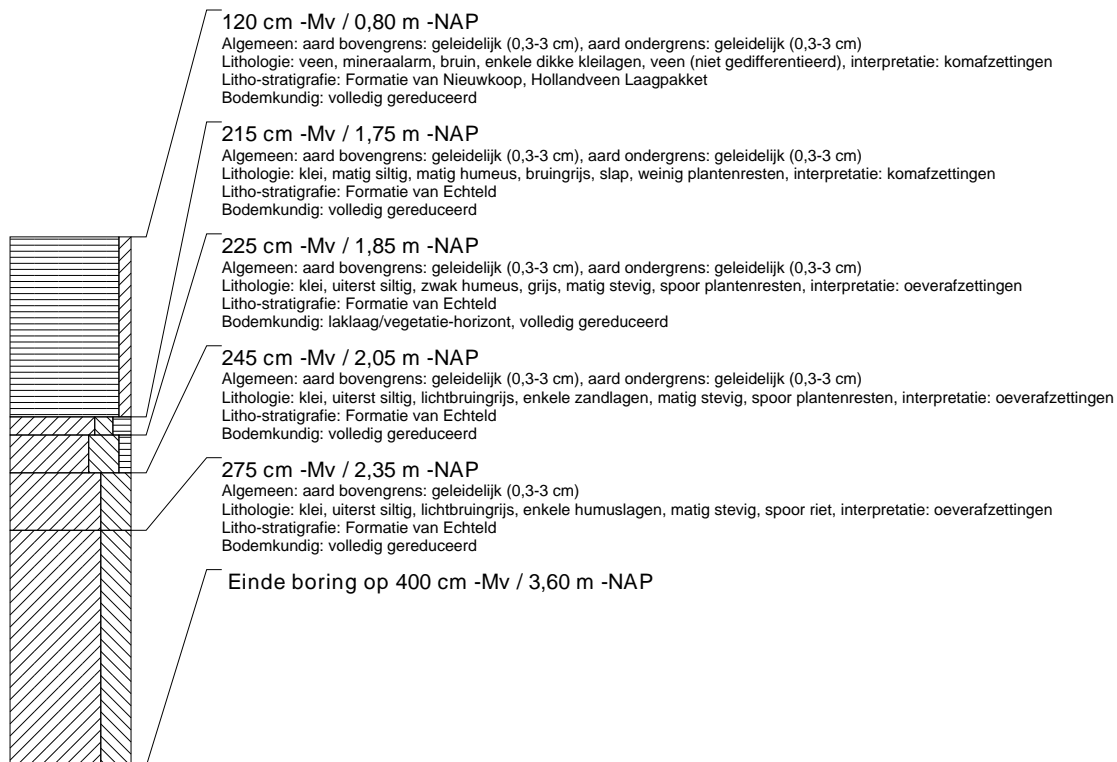 120 cm -Mv / 0,80 m -NAP
Algemeen: aard bovengrens: geleidelijk (0,3-3 cm), aard ondergrens: geleidelijk (0,3-3 cm)
Lithologie: veen, mineraalarm, bruin, enkele dikke kleilagen, veen (niet gedifferentieerd), interpretatie: komafzettingen
Litho-stratigrafie: Formatie van Nieuwkoop, Hollandveen Laagpakket
Bodemkundig: volledig gereduceerd
215 cm -Mv / 1,75 m -NAP
Algemeen: aard bovengrens: geleidelijk (0,3-3 cm), aard ondergrens: geleidelijk (0,3-3 cm)
Lithologie: klei, matig siltig, matig humeus, bruingrijs, slap, weinig plantenresten, interpretatie: komafzettingen
Litho-stratigrafie: Formatie van Echteld
Bodemkundig: volledig gereduceerd
225 cm -Mv / 1,85 m -NAP
Algemeen: aard bovengrens: geleidelijk (0,3-3 cm), aard ondergrens: geleidelijk (0,3-3 cm)
Lithologie: klei, uiterst siltig, zwak humeus, grijs, matig stevig, spoor plantenresten, interpretatie: oeverafzettingen
Litho-stratigrafie: Formatie van Echteld
Bodemkundig: laklaag/vegetatie-horizont, volledig gereduceerd
245 cm -Mv / 2,05 m -NAP
Algemeen: aard bovengrens: geleidelijk (0,3-3 cm), aard ondergrens: geleidelijk (0,3-3 cm)
Lithologie: klei, uiterst siltig, lichtbruingrijs, enkele zandlagen, matig stevig, spoor plantenresten, interpretatie: oeverafzettingen
Litho-stratigrafie: Formatie van Echteld
Bodemkundig: volledig gereduceerd
275 cm -Mv / 2,35 m -NAP
Algemeen: aard bovengrens: geleidelijk (0,3-3 cm)
Lithologie: klei, uiterst siltig, lichtbruingrijs, enkele humuslagen, matig stevig, spoor riet, interpretatie: oeverafzettingen
Litho-stratigrafie: Formatie van Echteld
Bodemkundig: volledig gereduceerd
Einde boring op 400 cm -Mv / 3,60 m -NAP